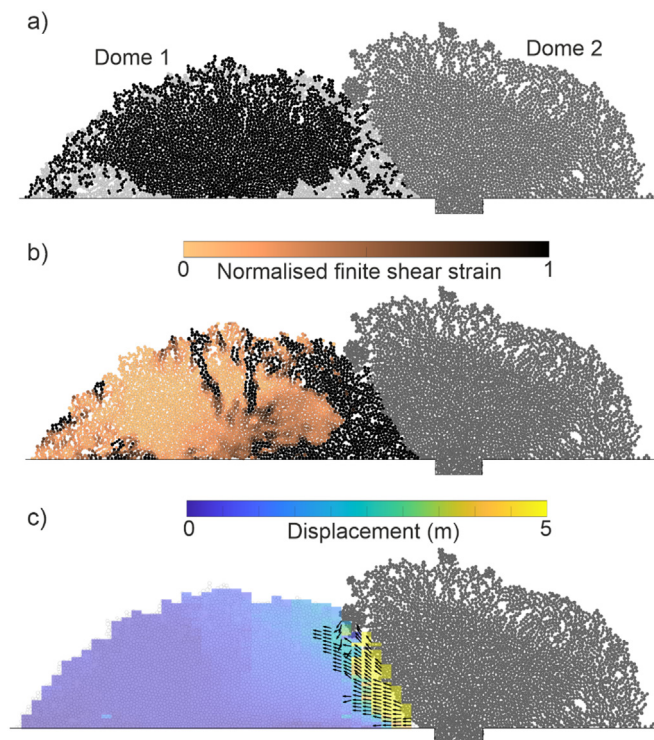 a)
Dome 1
Dome 2
b)
0
Normalised finite shear strain
1
c)
0
Displacement (m)
5